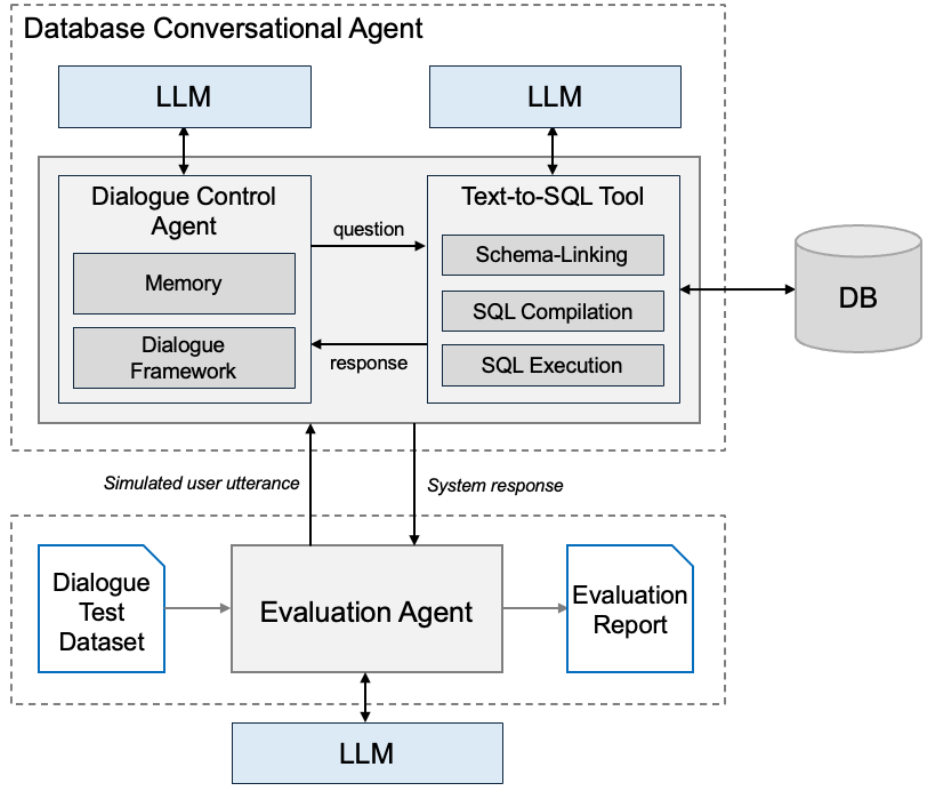 Database Conversational Agent
LLM
LLM
Dialogue Control
Agent
Memory
Dialogue
Framework
question
response
Text-to-SQL Tool
Schema-Linking
SQL Compilation
SQL Execution
DB
Simulated user utterance
System response
Dialogue
Test
Dataset
Evaluation Agent
Evaluation
Report
LLM